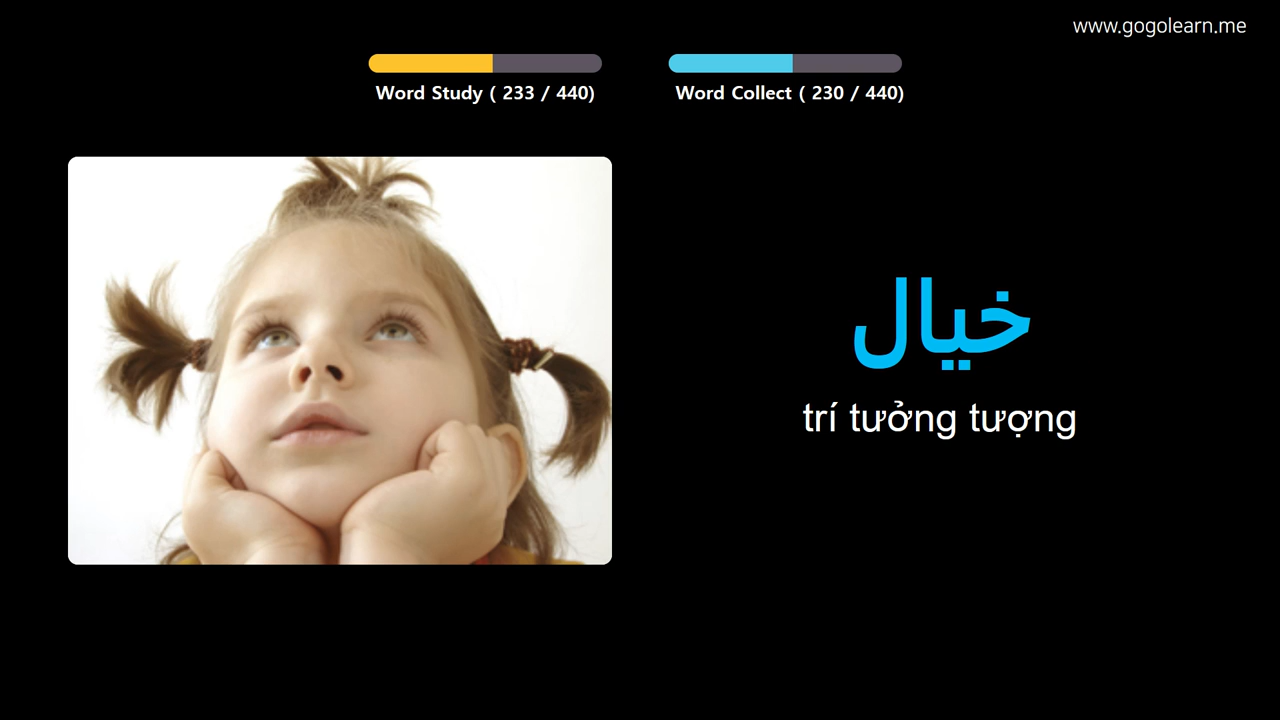 www.gogolearn.me
Word Study ( 233 / 440)
Word Collect ( 230 / 440)
خيال
trí tưởng tượng